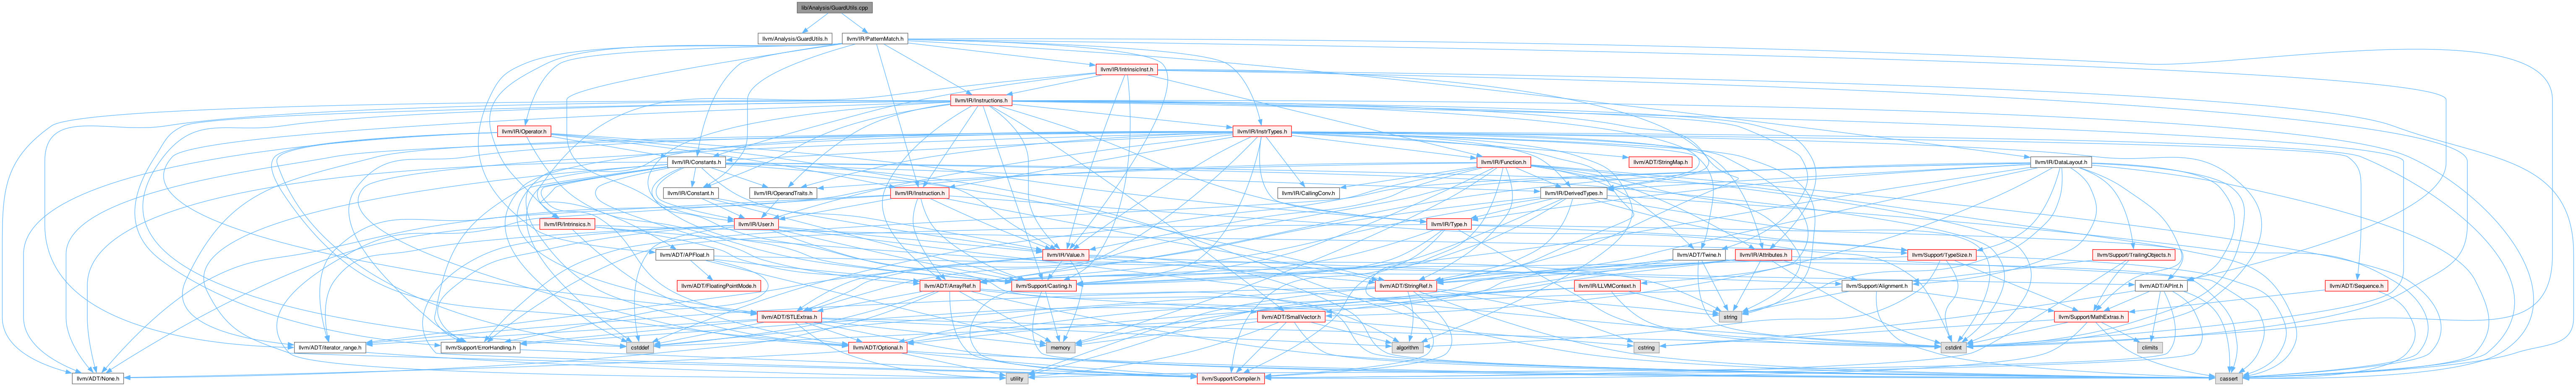 lib/Analysis/GuardUtils.cpp
llvm/Analysis/GuardUtils.h
llvm/IR/PatternMatch.h
llvm/IR/IntrinsicInst.h
llvm/IR/Instructions.h
llvm/IR/Operator.h
llvm/IR/InstrTypes.h
llvm/IR/Constants.h
llvm/IR/Function.h
llvm/ADT/StringMap.h
llvm/IR/DataLayout.h
llvm/IR/Constant.h
llvm/IR/OperandTraits.h
llvm/IR/Instruction.h
llvm/IR/CallingConv.h
llvm/IR/DerivedTypes.h
llvm/IR/Intrinsics.h
llvm/IR/User.h
llvm/IR/Type.h
llvm/ADT/APFloat.h
llvm/IR/Value.h
llvm/ADT/Twine.h
llvm/IR/Attributes.h
llvm/Support/TypeSize.h
llvm/Support/TrailingObjects.h
llvm/ADT/FloatingPointMode.h
llvm/ADT/ArrayRef.h
llvm/Support/Casting.h
llvm/ADT/StringRef.h
llvm/IR/LLVMContext.h
llvm/Support/Alignment.h
llvm/ADT/APInt.h
llvm/ADT/Sequence.h
llvm/ADT/STLExtras.h
llvm/ADT/SmallVector.h
string
llvm/Support/MathExtras.h
llvm/ADT/iterator_range.h
llvm/Support/ErrorHandling.h
cstddef
llvm/ADT/Optional.h
memory
algorithm
cstring
cstdint
climits
llvm/ADT/None.h
utility
llvm/Support/Compiler.h
cassert